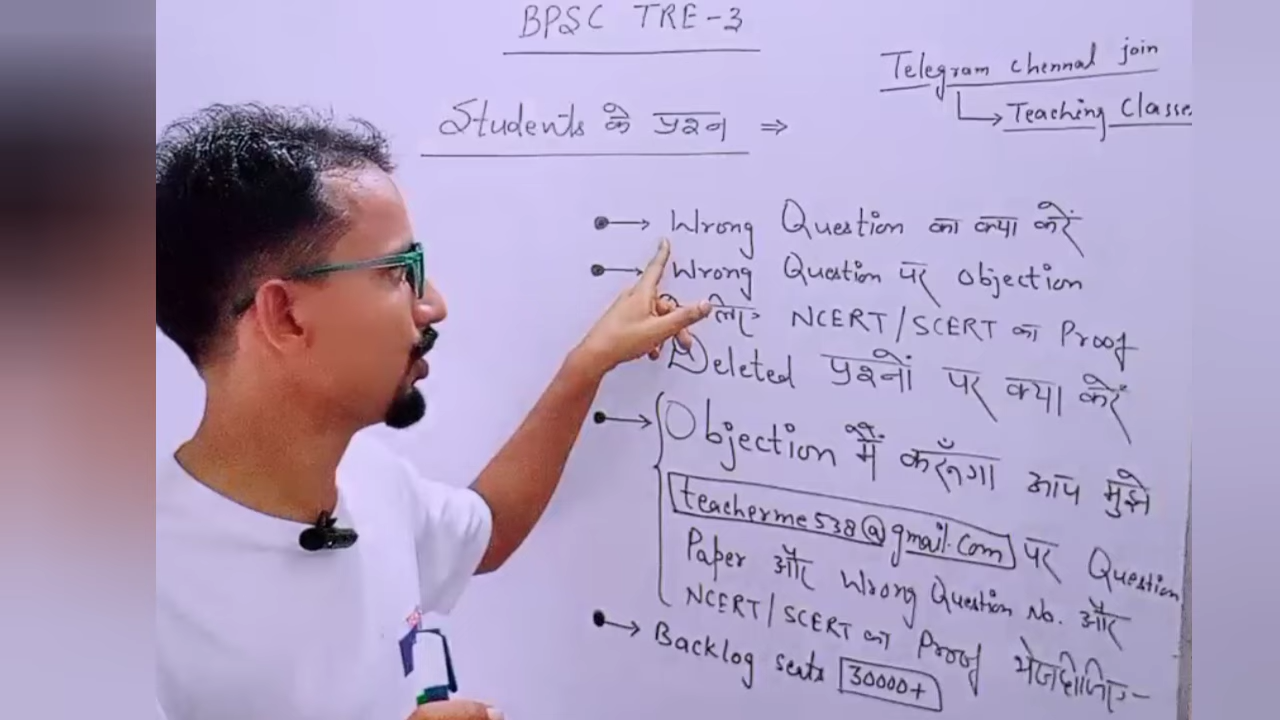 BPSC TRE-3
Telegram Chennal join
Teaching Classe
Students के प्रश्न ⇒
Wrong Question का क्या करें
Wrong Question पर Objection
NCERT/SCERT का Proof
Deleted प्रश्नों पर क्या करें
Objection मैं करूँगा आप मुझे
teacherme538@gmail.com पर Question
Paper और Wrong Question No. और
NCERT/SCERT का Proof भेजदीजिए-
Backlog seats 30000+